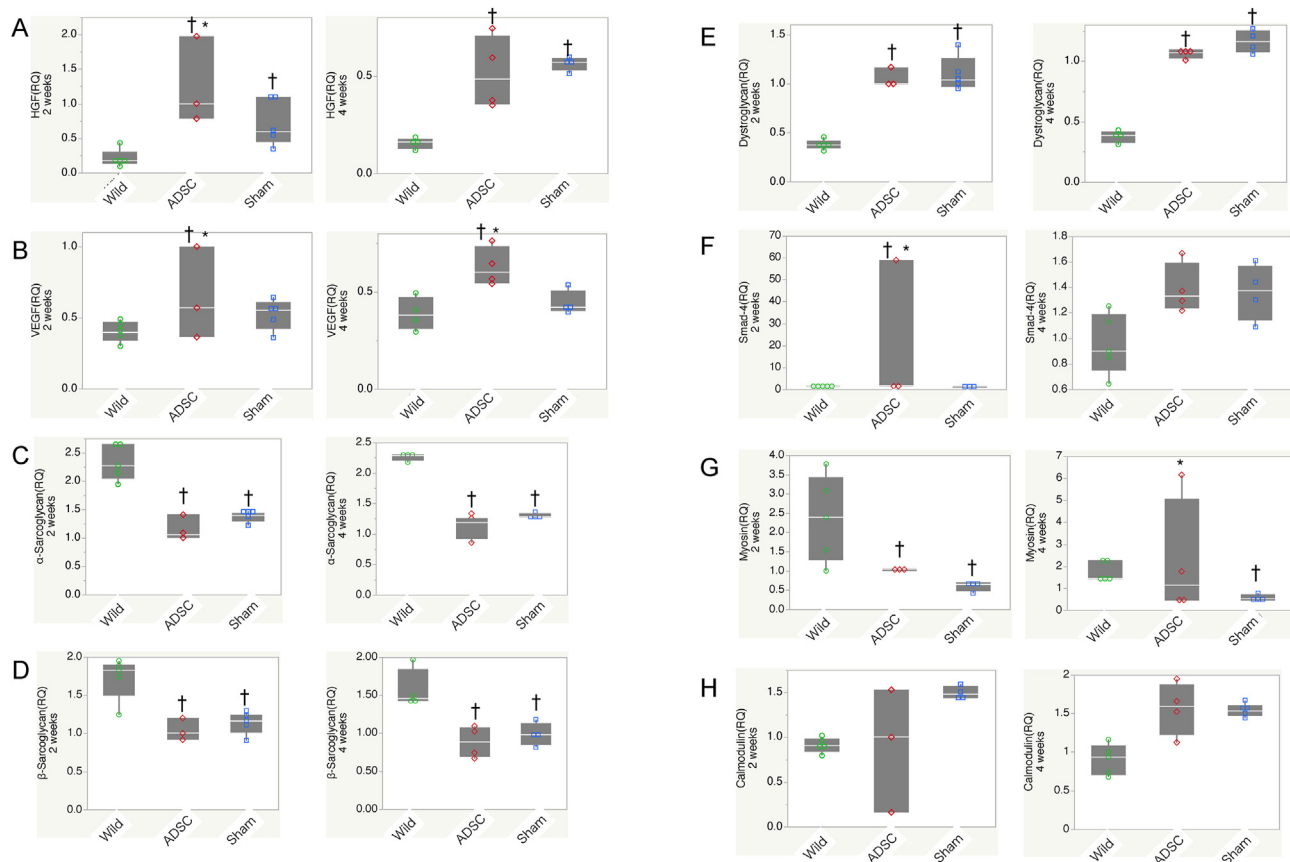 A
HGF(RQ)
2 weeks
2.0
1.5
1.0
0.5
0.0
† *
†
Wild
ADSC
Sham
HGF(RQ)
4 weeks
0.5
0.0
†
†
Wild
ADSC
Sham
B
VEGF(RQ)
2 weeks
1.0
0.5
0.0
† *
Wild
ADSC
Sham
VEGF(RQ)
4 weeks
0.5
0.0
† *
Wild
ADSC
Sham
C
α-Sarcoglycan(RQ)
2 weeks
2.5
2.0
1.5
1.0
0.5
0.0
†
†
Wild
ADSC
Sham
α-Sarcoglycan(RQ)
4 weeks
2.5
2.0
1.5
1.0
0.5
0.0
†
†
Wild
ADSC
Sham
D
β-Sarcoglycan(RQ)
2 weeks
2.0
1.5
1.0
0.5
0.0
†
†
Wild
ADSC
Sham
β-Sarcoglycan(RQ)
4 weeks
2.00
1.50
1.00
0.50
0.00
†
†
Wild
ADSC
Sham
E
Dystroglycan(RQ)
2 weeks
1.5
1.0
0.5
0.0
†
†
Wild
ADSC
Sham
Dystroglycan(RQ)
4 weeks
1.0
0.5
0.0
†
†
Wild
ADSC
Sham
F
Smad-4(RQ)
2 weeks
70
60
50
40
30
20
10
0
† *
Wild
ADSC
Sham
Smad-4(RQ)
4 weeks
1.8
1.6
1.4
1.2
1.0
0.8
0.6
Wild
ADSC
Sham
G
Myosin(RQ)
2 weeks
4.0
3.5
3.0
2.5
2.0
1.5
1.0
0.5
0.0
†
†
Wild
ADSC
Sham
Myosin(RQ)
4 weeks
7
6
5
4
3
2
1
0
*
†
Wild
ADSC
Sham
H
Calmodulin(RQ)
2 weeks
1.5
1.0
0.5
0.0
Wild
ADSC
Sham
Calmodulin(RQ)
4 weeks
2
1.5
1
0.5
0
Wild
ADSC
Sham